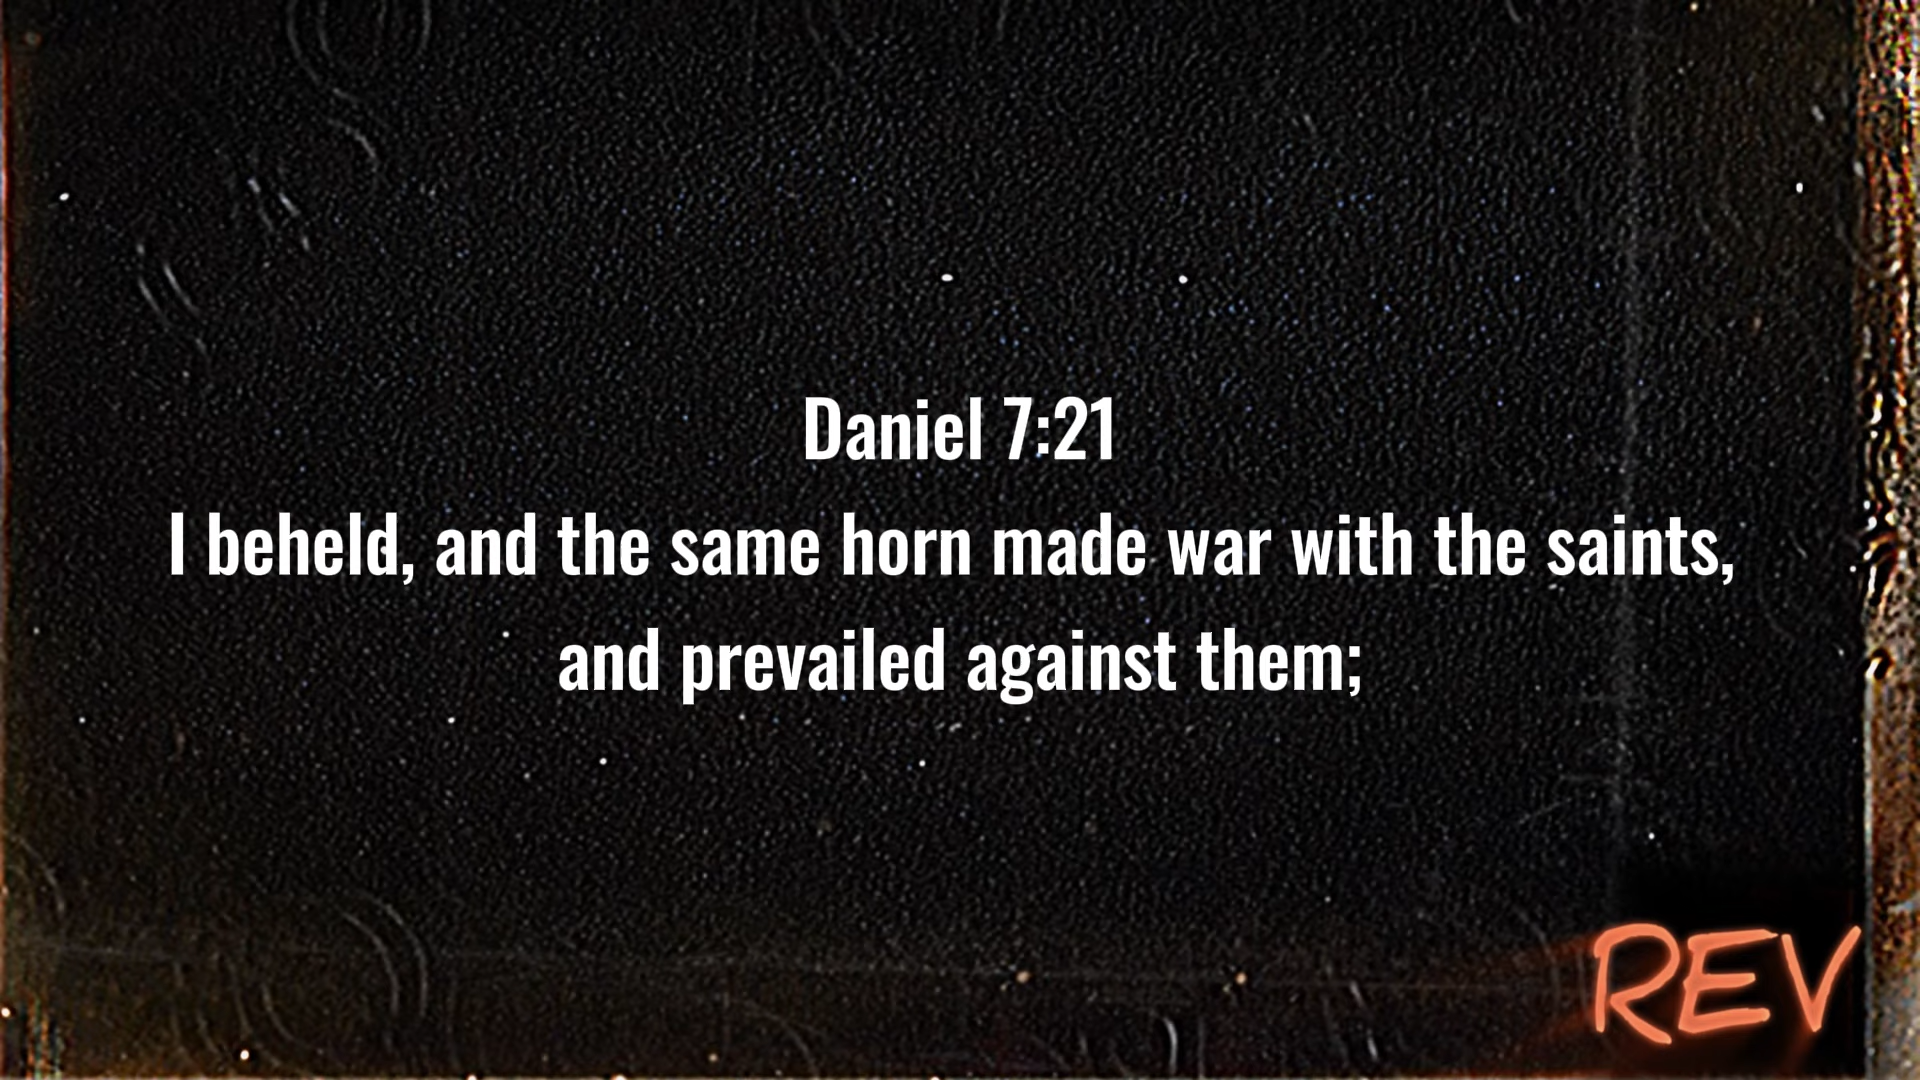 Daniel 7:21
I beheld, and the same horn made war with the saints,
and prevailed against them;
REV